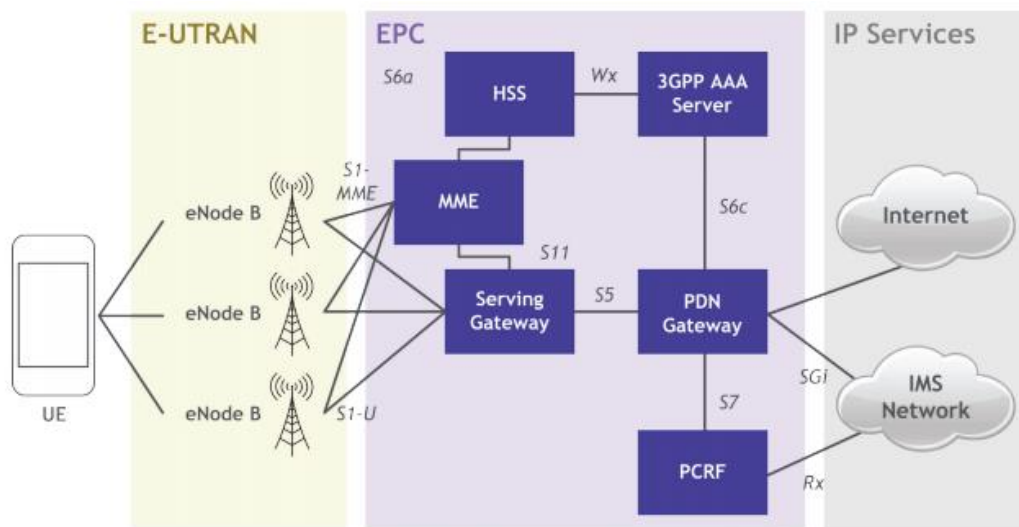 E-UTRAN
EPC
IP Services
S6a
HSS
Wx
3GPP AAA
Server
S1-
MME
MME
S6c
eNode B
Internet
S11
UE
eNode B
Serving
Gateway
S5
PDN
Gateway
SGi
IMS
Network
eNode B
S1-U
S7
PCRF
Rx